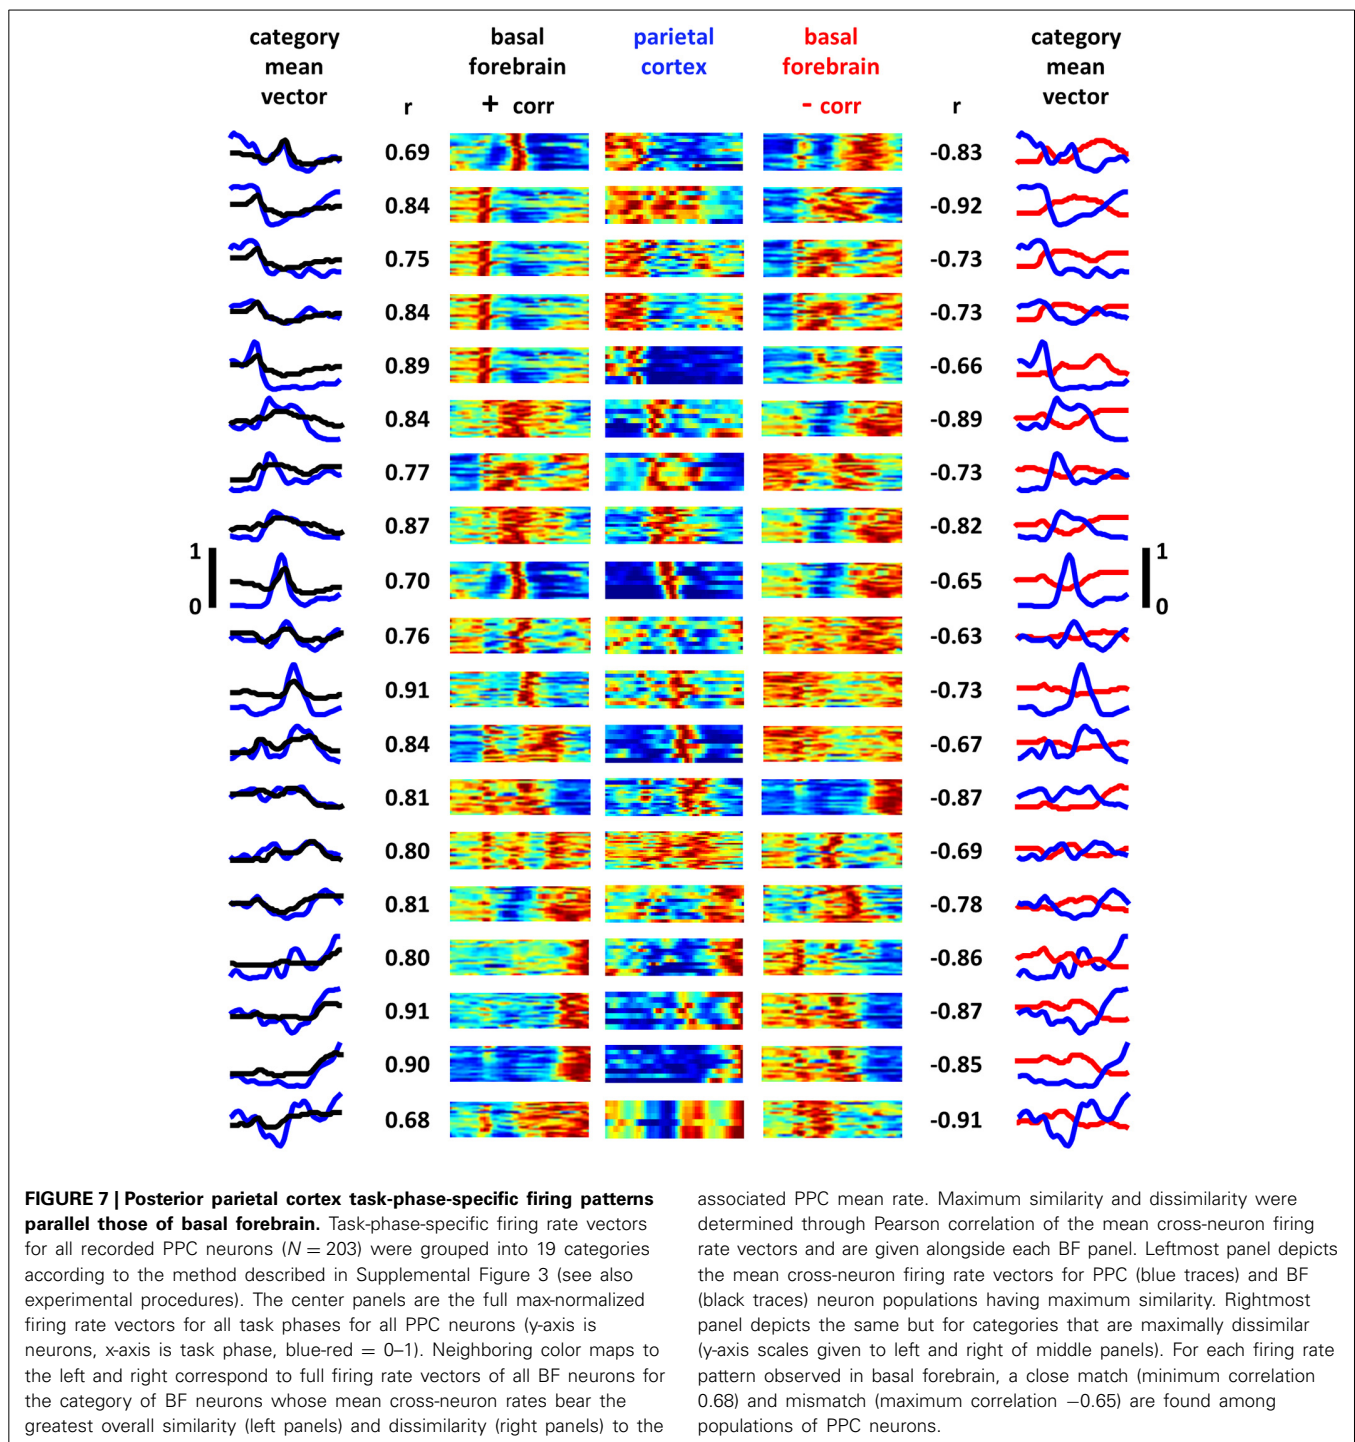 category mean vector
r
basal forebrain + corr
parietal cortex
basal forebrain - corr
r
category mean vector
0.69 -0.83
0.84 -0.92
0.75 -0.73
0.84 -0.73
0.89 -0.66
0.84 -0.89
0.77 -0.73
0.87 -0.82
1 0 0.70 -0.65 1 0
0.76 -0.63
0.91 -0.73
0.84 -0.67
0.81 -0.87
0.80 -0.69
0.81 -0.78
0.80 -0.86
0.91 -0.87
0.90 -0.85
0.68 -0.91
FIGURE 7 | Posterior parietal cortex task-phase-specific firing patterns
parallel those of basal forebrain. Task-phase-specific firing rate vectors
for all recorded PPC neurons (N = 203) were grouped into 19 categories
according to the method described in Supplemental Figure 3 (see also
experimental procedures). The center panels are the full max-normalized
firing rate vectors for all task phases for all PPC neurons (y-axis is
neurons, x-axis is task phase, blue-red = 0–1). Neighboring color maps to
the left and right correspond to full firing rate vectors of all BF neurons for
the category of BF neurons whose mean cross-neuron rates bear the
greatest overall similarity (left panels) and dissimilarity (right panels) to the
associated PPC mean rate. Maximum similarity and dissimilarity were
determined through Pearson correlation of the mean cross-neuron firing
rate vectors and are given alongside each BF panel. Leftmost panel depicts
the mean cross-neuron firing rate vectors for PPC (blue traces) and BF
(black traces) neuron populations having maximum similarity. Rightmost
panel depicts the same but for categories that are maximally dissimilar
(y-axis scales given to left and right of middle panels). For each firing rate
pattern observed in basal forebrain, a close match (minimum correlation
0.68) and mismatch (maximum correlation −0.65) are found among
populations of PPC neurons.